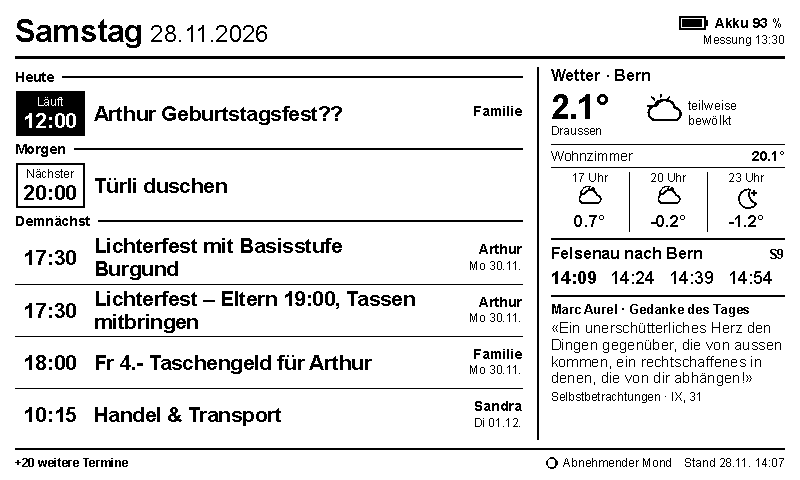 Samstag 28.11.2026
Akku 93 %
Messung 13:30
Heute
Läuft
12:00
Arthur Geburtstagsfest??
Familie
Morgen
Nächster
20:00
Türli duschen
Demnächst
17:30
Lichterfest mit Basisstufe
Burgund
Arthur
Mo 30.11.
17:30
Lichterfest – Eltern 19:00, Tassen
mitbringen
Arthur
Mo 30.11.
18:00
Fr 4.- Taschengeld für Arthur
Familie
Mo 30.11.
10:15
Handel & Transport
Sandra
Di 01.12.
+20 weitere Termine
Wetter · Bern
2.1°
Draussen
teilweise
bewölkt
Wohnzimmer 20.1°
17 Uhr 20 Uhr 23 Uhr
0.7° -0.2° -1.2°
Felsenau nach Bern S9
14:09 14:24 14:39 14:54
Marc Aurel · Gedanke des Tages
«Ein unerschütterliches Herz den
Dingen gegenüber, die von aussen
kommen, ein rechtschaffenes in
denen, die von dir abhängen!»
Selbstbetrachtungen · IX, 31
Abnehmender Mond Stand 28.11. 14:07